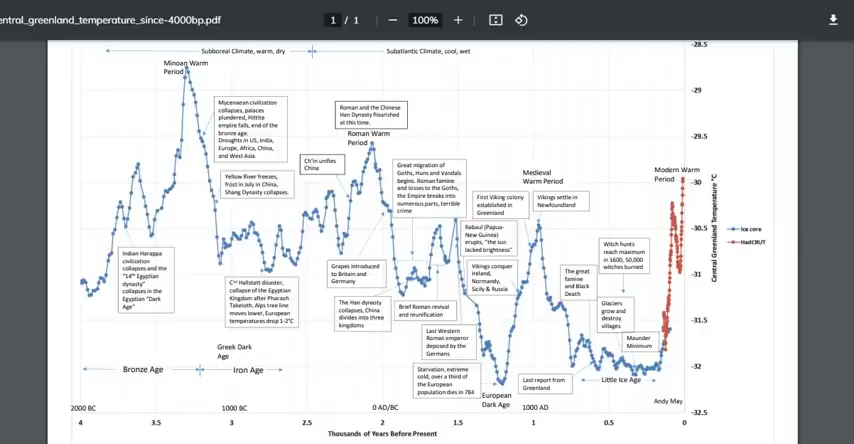 entral_greenland_temperature_since-4000bp.pdf
1 / 1
100%
Subboreal Climate, warm, dry
Subatlantic Climate, cool, wet
Minoan Warm
Period
Mycenaean civilization
collapses, palaces
plundered, Hittite
empire falls, end of the
bronze age.
Droughts in US, India,
Europe, Africa, China,
and West Asia.
Yellow River freezes,
frost in July in China,
Shang Dynasty collapses.
Roman and the Chinese
Han Dynasty flourished
at this time.
Roman Warm
Period
Ch'in unifies
China
Great migration of
Goths, Huns and Vandals
begins. Roman famine
and losses to the Goths,
the Empire breaks into
numerous parts, terrible
crime
Medieval
Warm Period
First Viking colony
established in
Greenland
Vikings settle in
Newfoundland
Modern Warm
Period
Rabaul (Papua-
New Guinea)
erupts, "the sun
lacked brightness"
Vikings conquer
Ireland,
Normandy,
Sicily & Russia
Witch hunts
reach maximum
in 1600, 50,000
witches burned
The great
famine
and Black
Death
Glaciers
grow and
destroy
villages
Maunder
Minimum
Indian Harappa
civilization
collapses and the
"14th Egyptian
dynasty"
collapses in the
Egyptian "Dark
Age"
C14 Hallstatt disaster,
collapse of the Egyptian
Kingdom after Pharaoh
Takeloth, Alps tree line
moves lower, European
temperatures drop 1-2°C
Grapes introduced
to Britain and
Germany
The Han dynasty
collapses, China
divides into three
kingdoms
Brief Roman revival
and reunification
Last Western
Roman emperor
deposed by the
Germans
Starvation, extreme
cold, over a third of
the European
population dies in 784
European
Dark Age
Last report from
Greenland
Little Ice Age
Greek Dark
Age
Bronze Age
Iron Age
Andy May
2000 BC
1000 BC
0 AD/BC
1000 AD
4
3.5
3
2.5
2
1.5
1
0.5
0
Thousands of Years Before Present
-28.5
-29
-29.5
-30
-30.5
-31
-31.5
-32
-32.5
Central Greenland Temperature °C
Ice core
HadCRUT